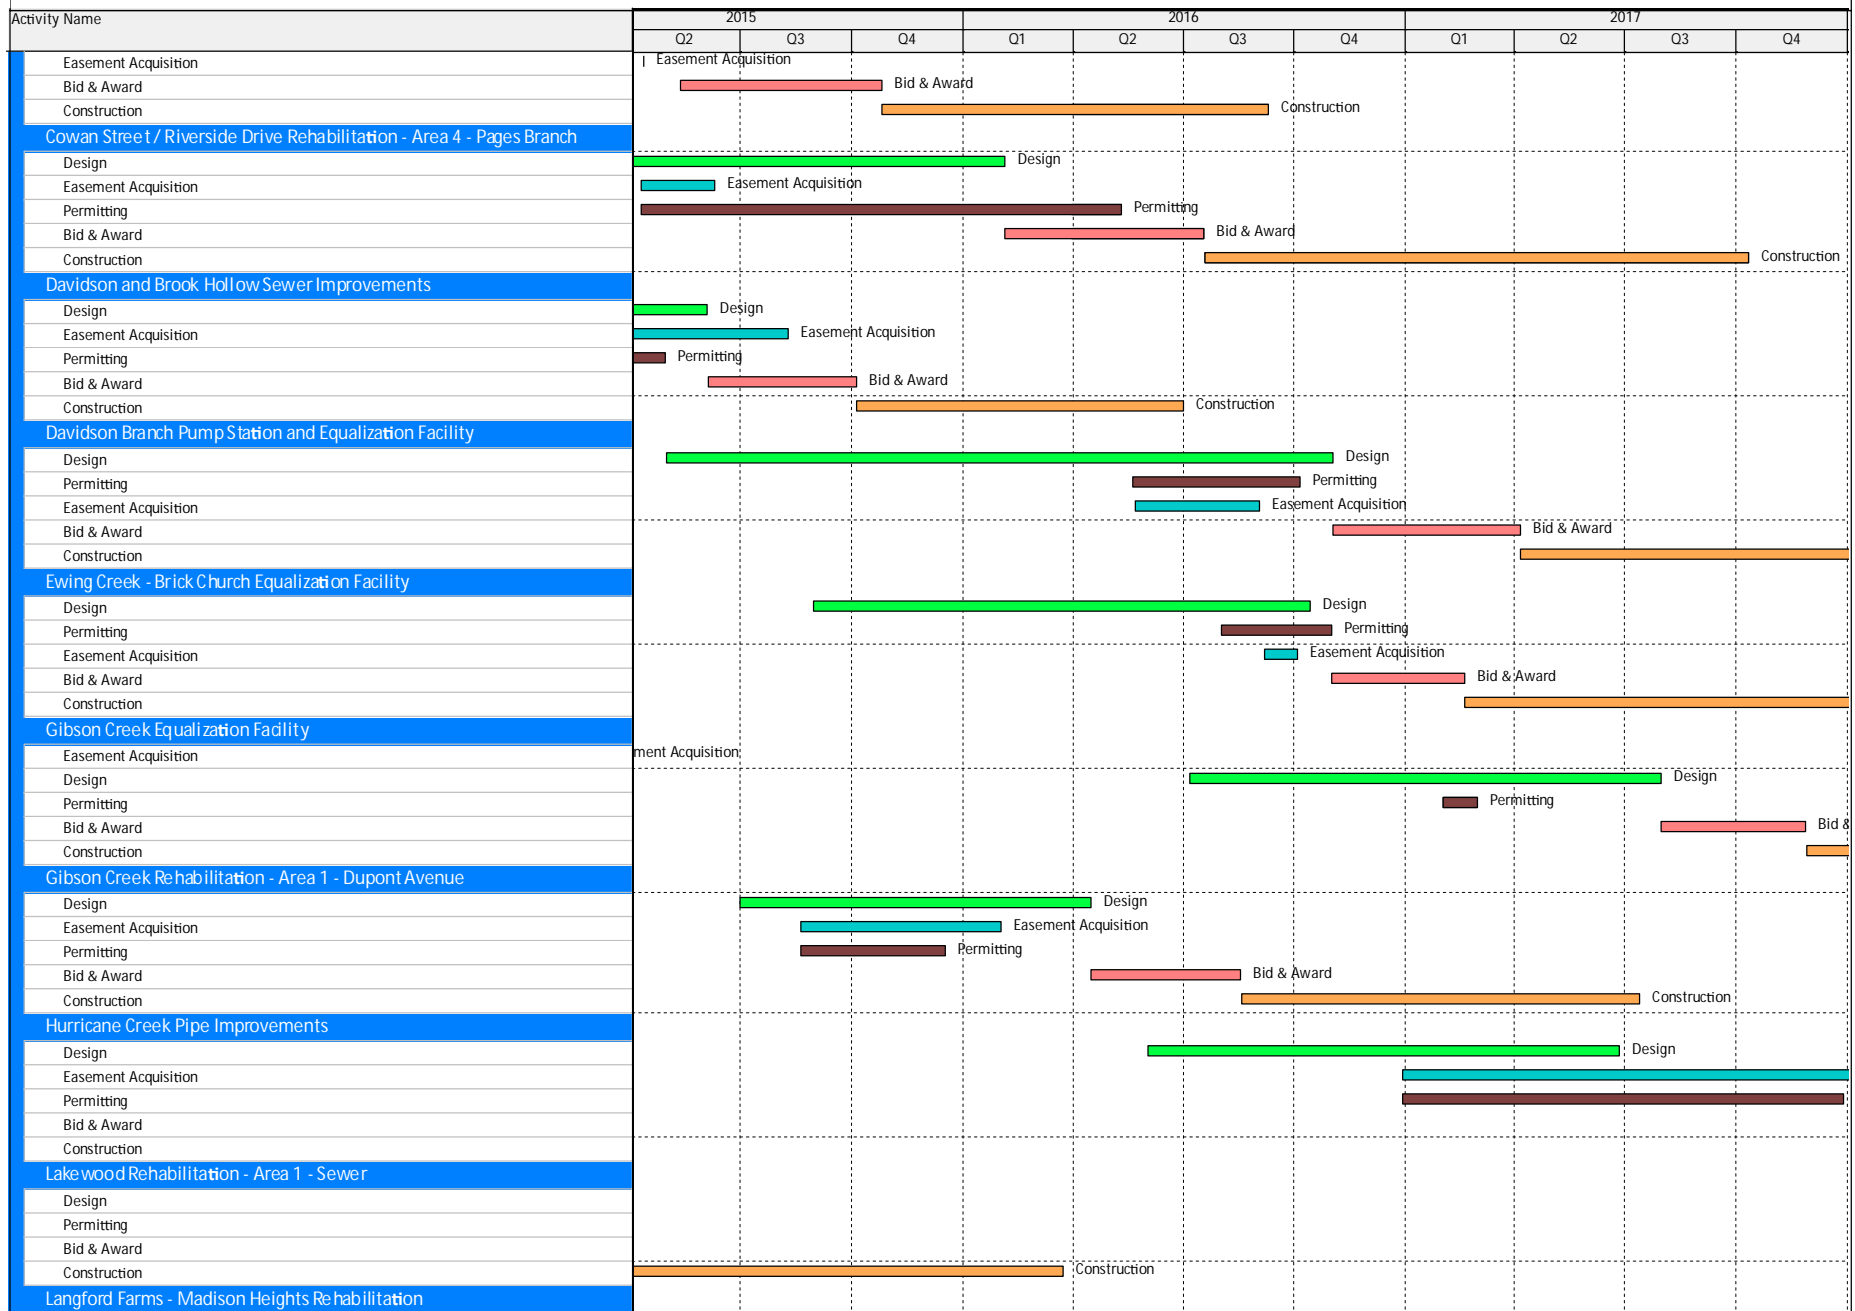 Activity Name
2015 2016 2017
Q2 Q3 Q4 Q1 Q2 Q3 Q4 Q1 Q2 Q3 Q4
Easement Acquisition Easement Acquisition
Bid & Award Bid & Award
Construction Construction
Cowan Street / Riverside Drive Rehabilitation - Area 4 - Pages Branch
Design Design
Easement Acquisition Easement Acquisition
Permitting Permitting
Bid & Award Bid & Award
Construction Construction
Davidson and Brook Hollow Sewer Improvements
Design Design
Easement Acquisition Easement Acquisition
Permitting Permitting
Bid & Award Bid & Award
Construction Construction
Davidson Branch Pump Station and Equalization Facility
Design Design
Permitting Permitting
Easement Acquisition Easement Acquisition
Bid & Award Bid & Award
Construction
Ewing Creek - Brick Church Equalization Facility
Design Design
Permitting Permitting
Easement Acquisition Easement Acquisition
Bid & Award Bid & Award
Construction
Gibson Creek Equalization Facility
Easement Acquisition ment Acquisition
Design Design
Permitting Permitting
Bid & Award Bid &
Construction
Gibson Creek Rehabilitation - Area 1 - Dupont Avenue
Design Design
Easement Acquisition Easement Acquisition
Permitting Permitting
Bid & Award Bid & Award
Construction Construction
Hurricane Creek Pipe Improvements
Design Design
Easement Acquisition
Permitting
Bid & Award
Construction
Lakewood Rehabilitation - Area 1 - Sewer
Design
Permitting
Bid & Award
Construction Construction
Langford Farms - Madison Heights Rehabilitation